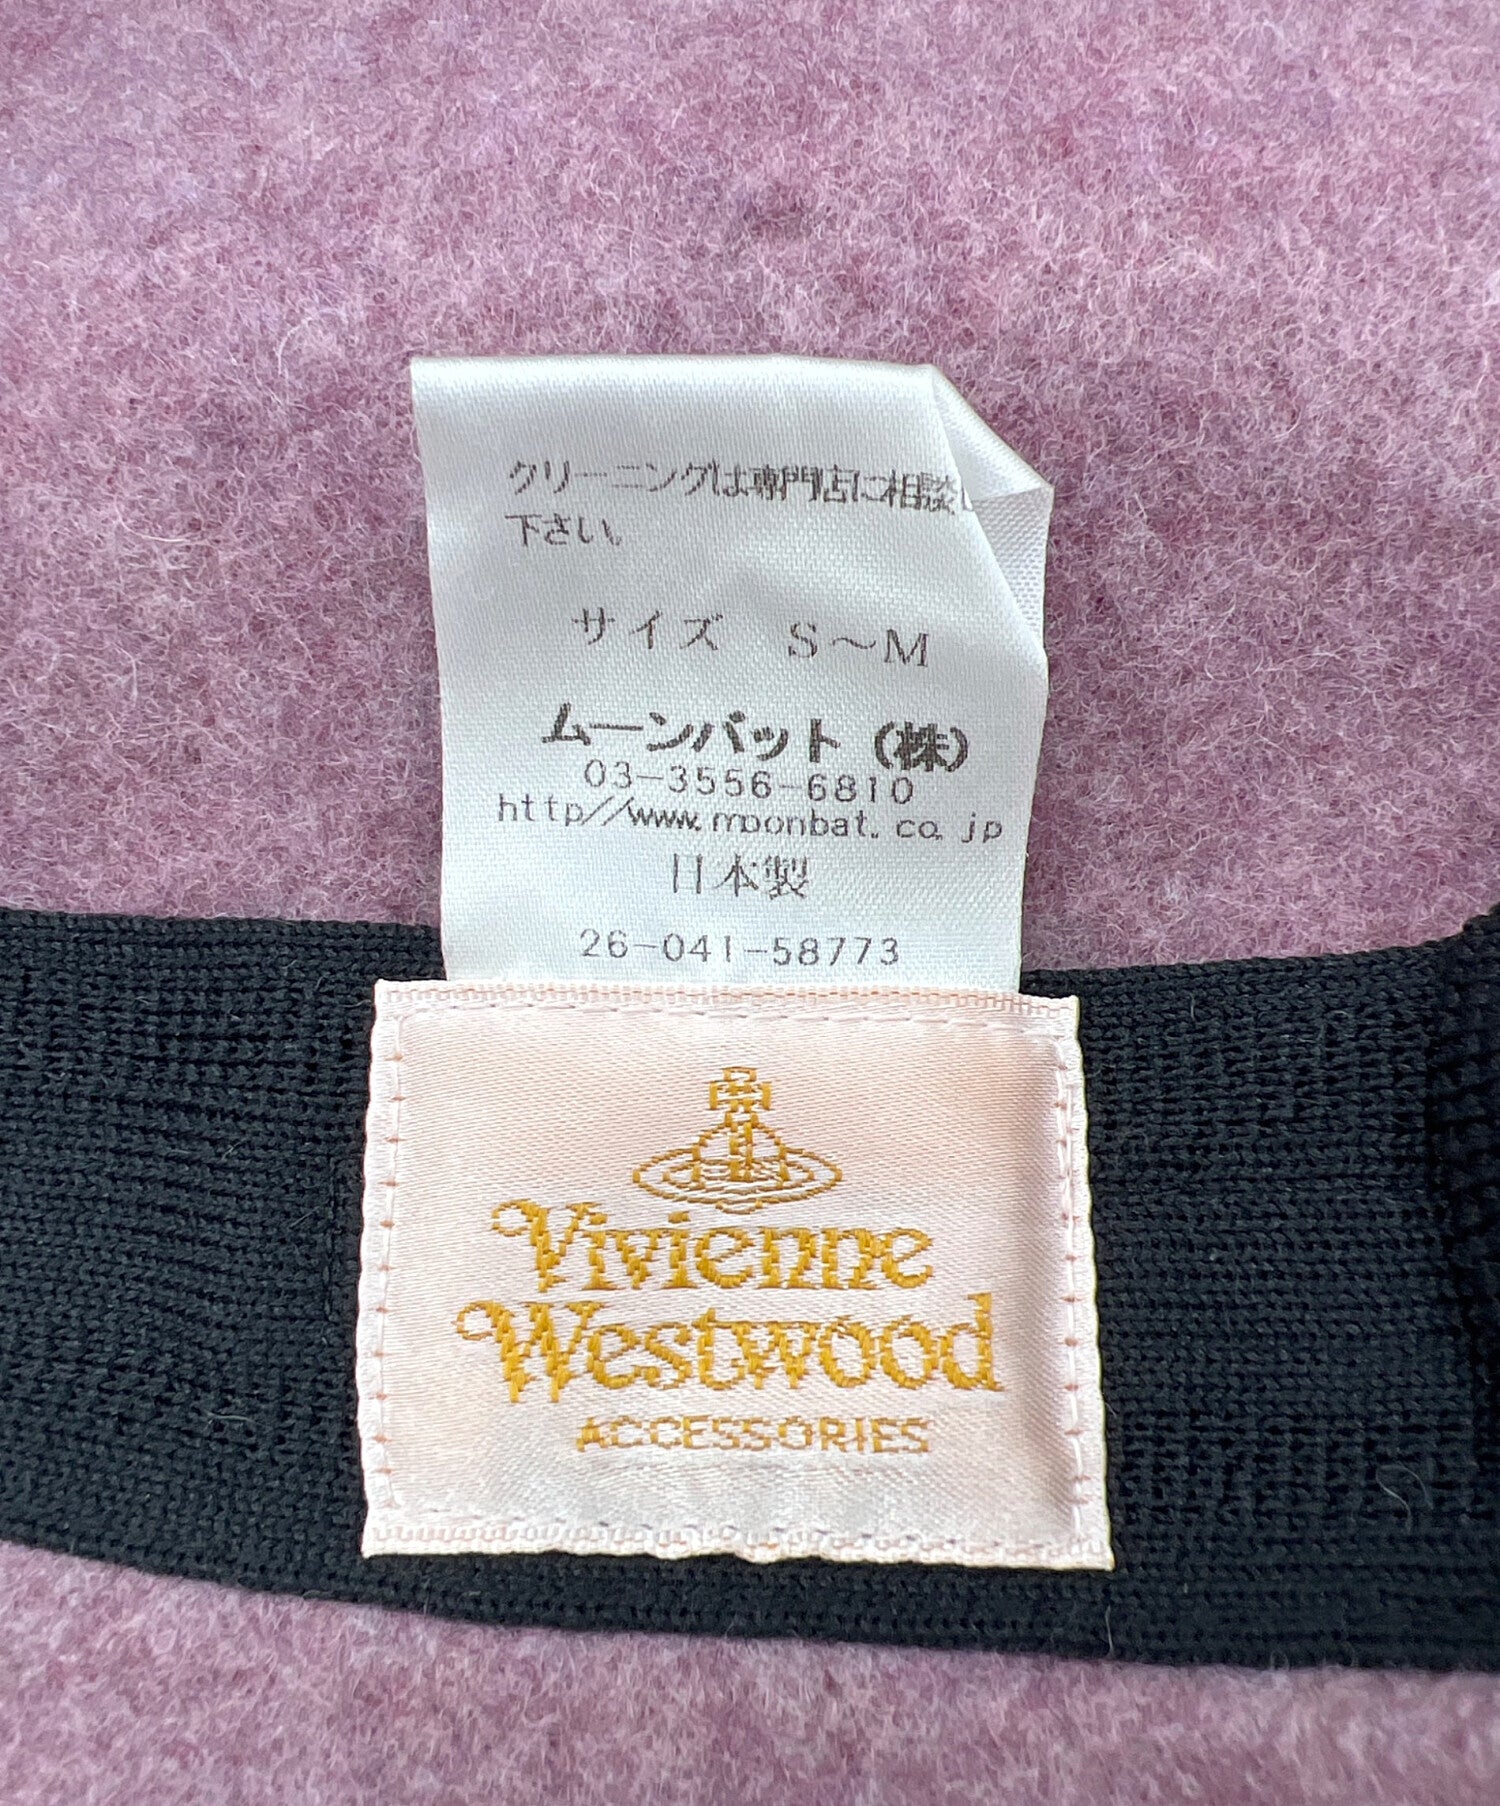 クリーニングは専門店に相談し
下さい。
サイズ S～M
ムーンバット（株）
03-3556-6810
http//www.moonbat.co.jp
日本製
26-041-58773
Vivienne
Westwood
ACCESSORIES